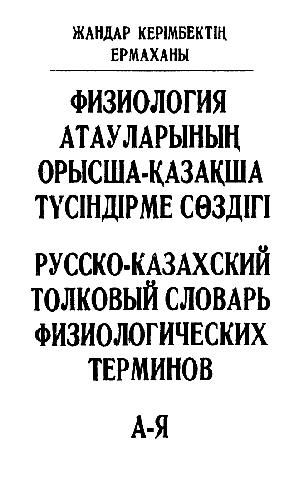 ЖАНДАР КЕРІМБЕКТІҢ
ЕРМАХАНЫ
ФИЗИОЛОГИЯ
АТАУЛАРЫНЫҢ
ОРЫСША-ҚАЗАҚША
ТҮСІНДІРМЕ СӨЗДІГІ
РУССКО-КАЗАХСКИЙ
ТОЛКОВЫЙ СЛОВАРЬ
ФИЗИОЛОГИЧЕСКИХ
ТЕРМИНОВ
А-Я